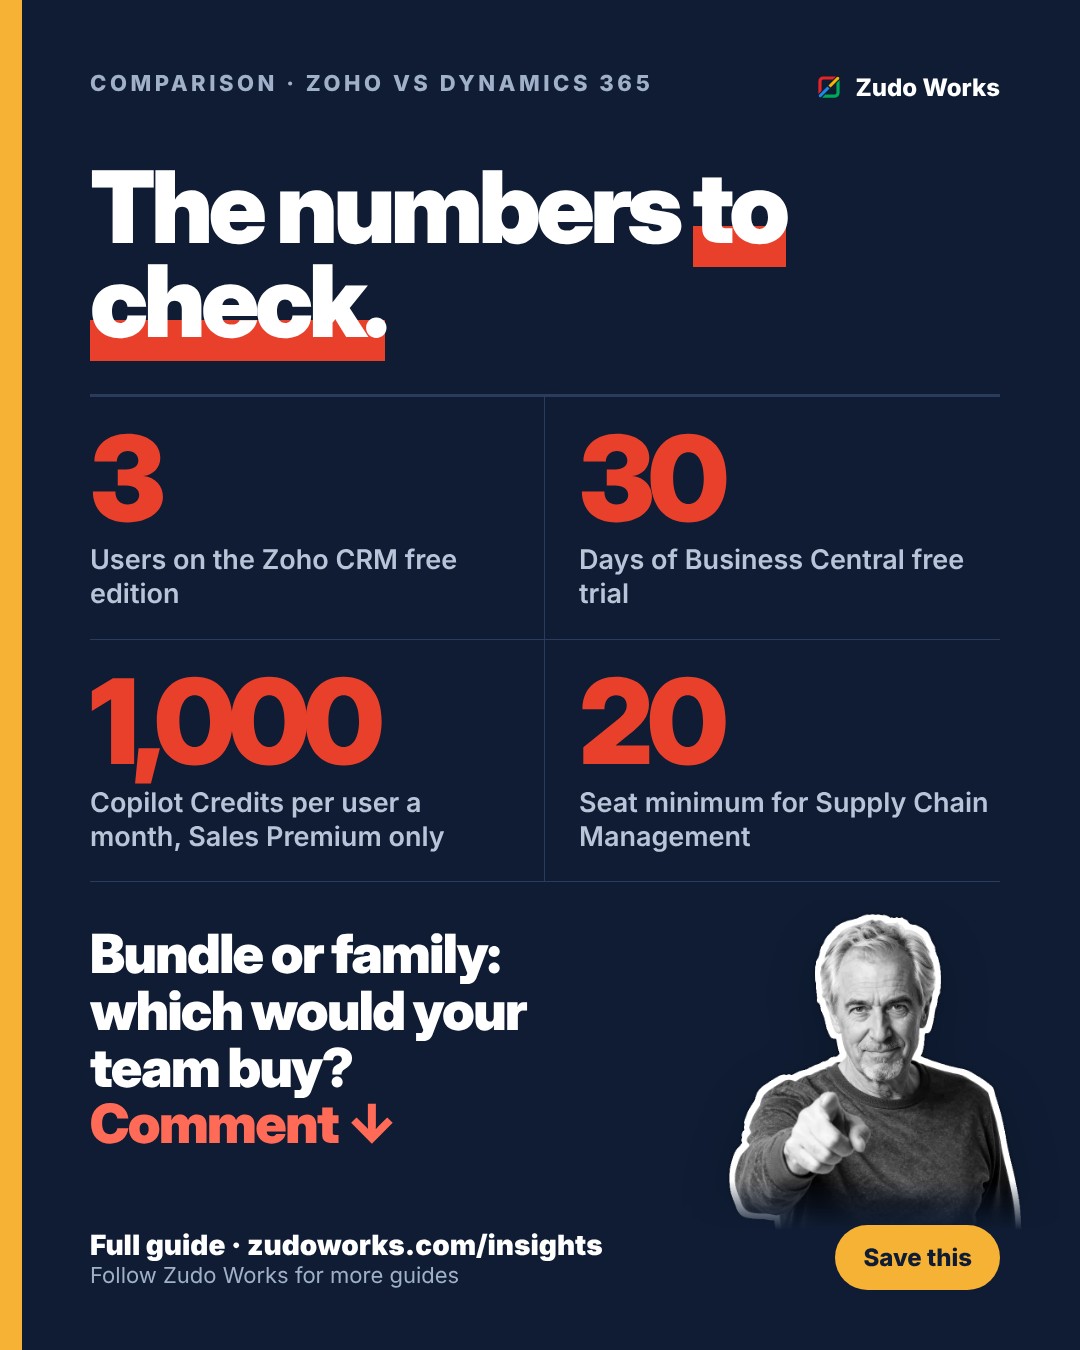 COMPARISON · ZOHO VS DYNAMICS 365
Zudo Works
The numbers to
check.
3
Users on the Zoho CRM free
edition
30
Days of Business Central free
trial
1,000
Copilot Credits per user a
month, Sales Premium only
20
Seat minimum for Supply Chain
Management
Bundle or family:
which would your
team buy?
Comment ↓
Full guide · zudoworks.com/insights
Follow Zudo Works for more guides
Save this